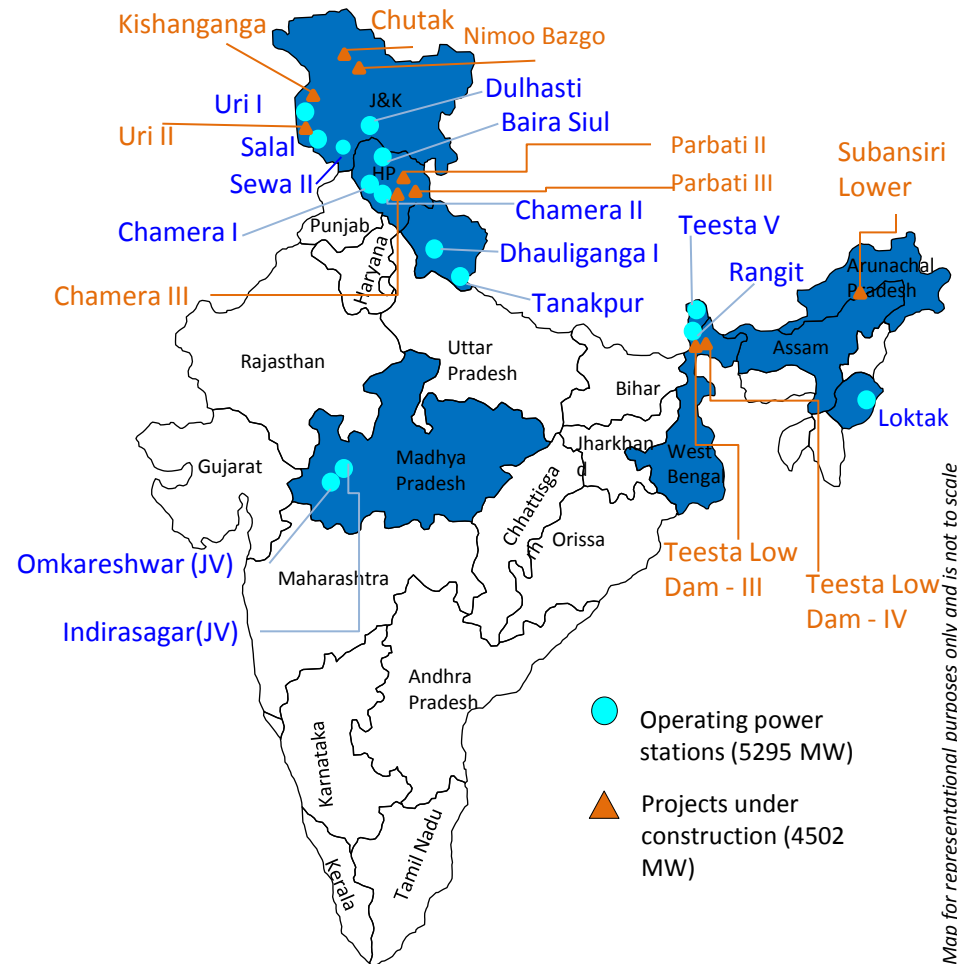 Kishanganga
Chutak
Nimoo Bazgo
J&K
Dulhasti
Uri I
Baira Siul
Uri II
Salal
Parbati II
Subansiri
Lower
HP
Sewa II
Parbati III
Chamera II
Teesta V
Chamera I
Punjab
Haryana
Dhauliganga I
Rangit
Arunachal
Pradesh
Chamera III
Tanakpur
Assam
Rajasthan
Uttar
Pradesh
Bihar
Loktak
Gujarat
Madhya
Pradesh
Jharkhan
d
West
Bengal
Chhattisga
rh
Orissa
Omkareshwar (JV)
Maharashtra
Teesta Low
Dam - III
Teesta Low
Dam - IV
Indirasagar(JV)
Andhra
Pradesh
Karnataka
Operating power
stations (5295 MW)
Projects under
construction (4502
MW)
Kerala
Tamil Nadu
Map for representational purposes only and is not to scale